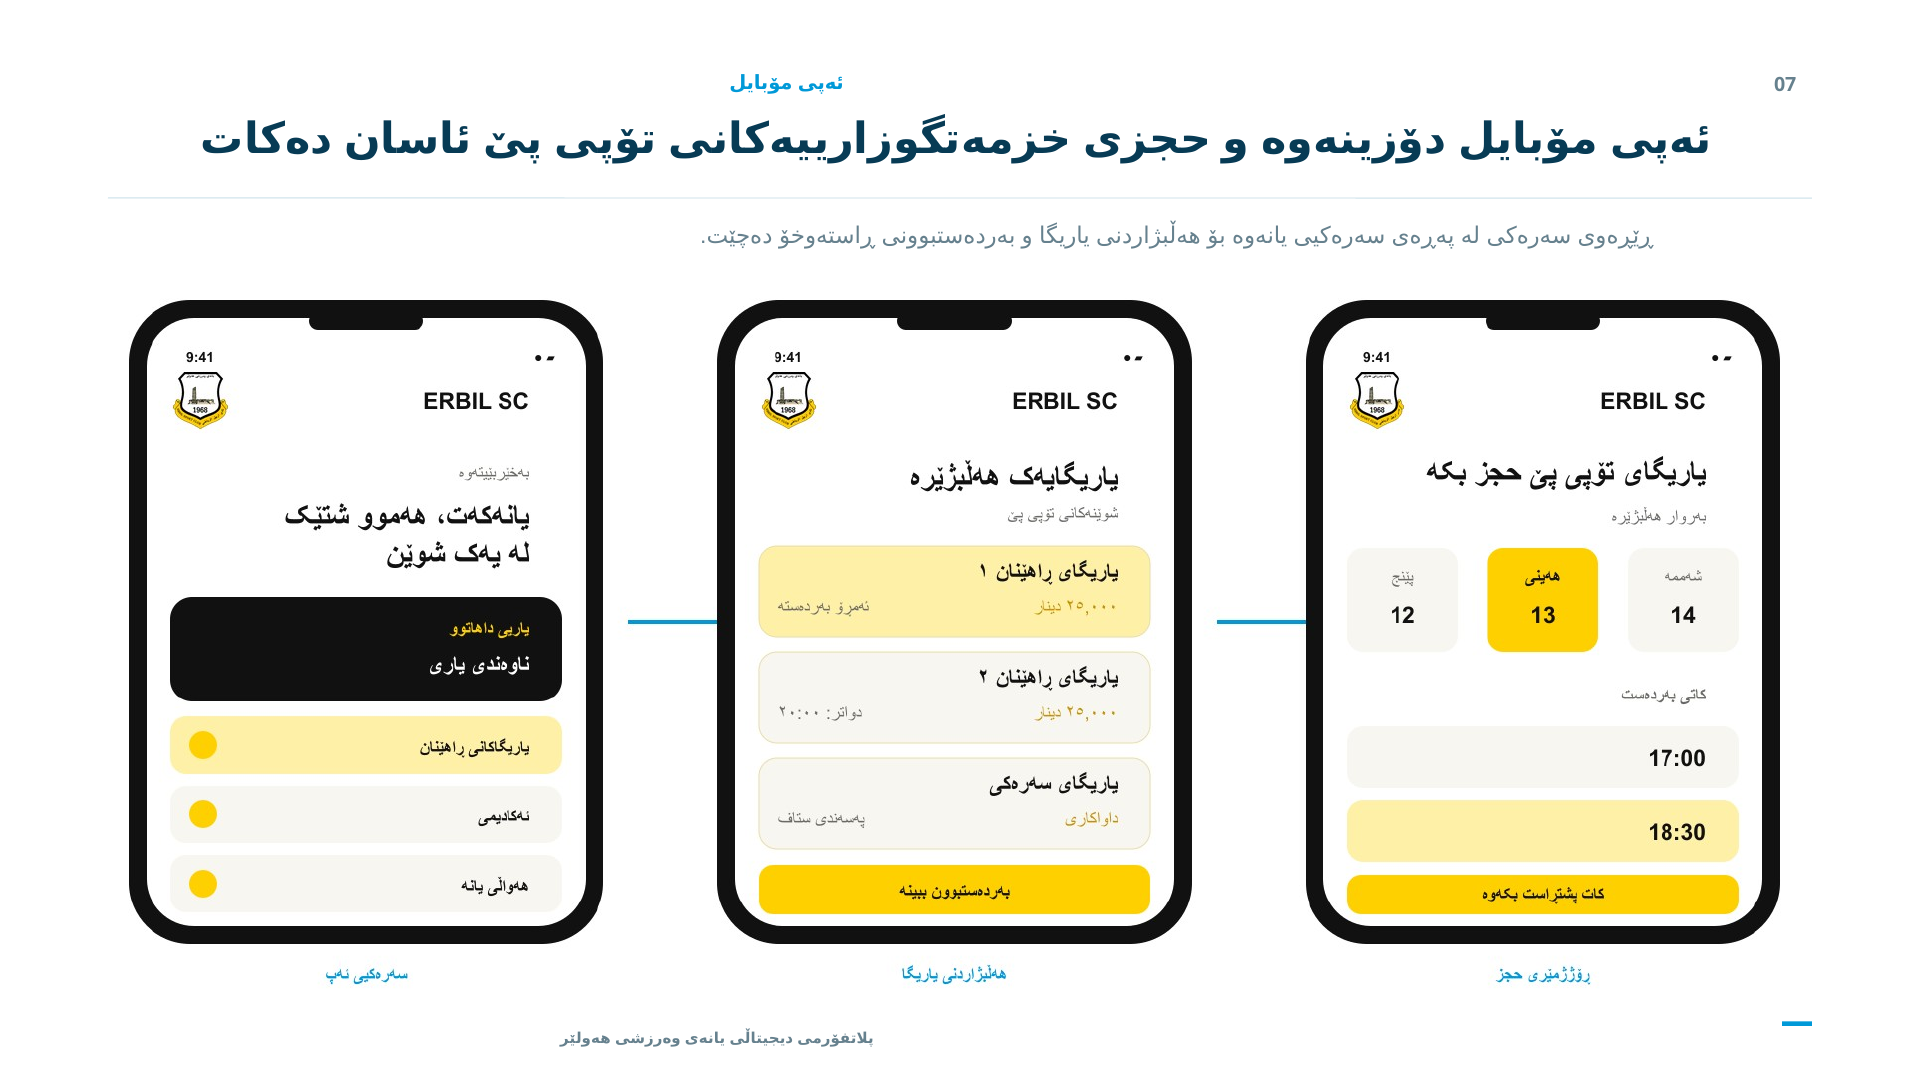 07
ئەپی مۆبایل
ئەپی مۆبایل دۆزینەوە و حجزی خزمەتگوزارییەکانی تۆپی پێ ئاسان دەکات
ڕێڕەوی سەرەکی لە پەڕەی سەرەکیی یانەوە بۆ هەڵبژاردنی یاریگا و بەردەستبوونی ڕاستەوخۆ دەچێت.
9:41
1968
ERBIL SC
بەخێربێیتەوە
یانەکەت، هەموو شتێک
لە یەک شوێن
یاریی داهاتوو
ناوەندی یاری
یاریگاکانی ڕاهێنان
ئەکادیمی
هەواڵی یانە
سەرەکیی ئەپ
9:41
1968
ERBIL SC
یاریگایەک هەڵبژێرە
شوێنەکانی تۆپی پێ
یاریگای ڕاهێنان ١
٢٥,٠٠٠ دینار
ئەمڕۆ بەردەستە
یاریگای ڕاهێنان ٢
٢٥,٠٠٠ دینار
دواتر: ٢٠:٠٠
یاریگای سەرەکی
داواکاری
پەسەندی ستاف
بەردەستبوون ببینە
هەڵبژاردنی یاریگا
9:41
1968
ERBIL SC
یاریگای تۆپی پێ حجز بکە
بەروار هەڵبژێرە
شەممە
14
هەینی
13
پێنج
12
کاتی بەردەست
17:00
18:30
کات پشتڕاست بکەوە
ڕۆژژمێری حجز
پلاتفۆرمی دیجیتاڵی یانەی وەرزشی هەولێر